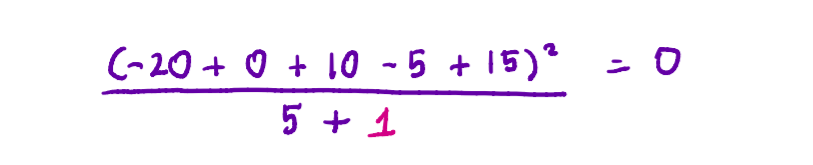 (-20 + 0 + 10 - 5 + 15)² = 0
5 + 1